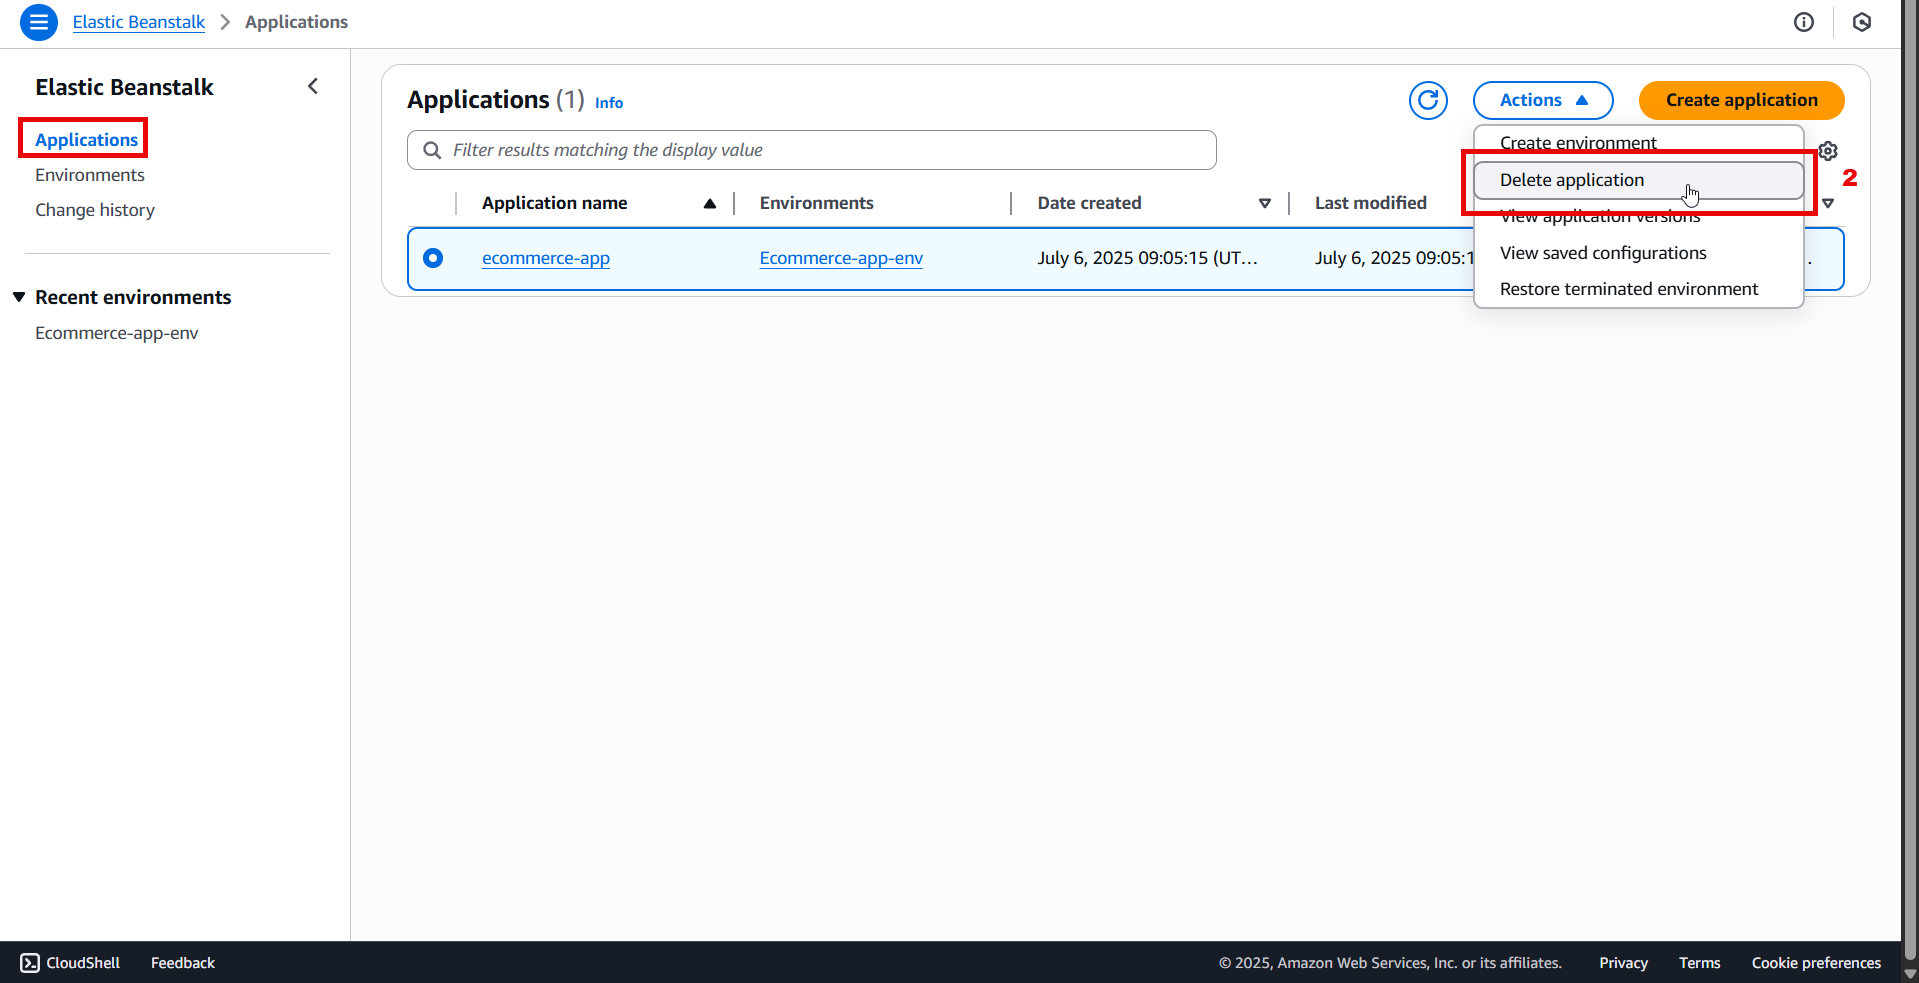 Elastic Beanstalk > Applications
Elastic Beanstalk
Applications
Environments
Change history
Recent environments
Ecommerce-app-env
Applications (1) Info
Actions
Create application
Filter results matching the display value
Create environment
Delete application
2
View application versions
View saved configurations
Restore terminated environment
Application name
Environments
Date created
Last modified
ecommerce-app
Ecommerce-app-env
July 6, 2025 09:05:15 (UT...
July 6, 2025 09:05:1
CloudShell
Feedback
© 2025, Amazon Web Services, Inc. or its affiliates.
Privacy
Terms
Cookie preferences